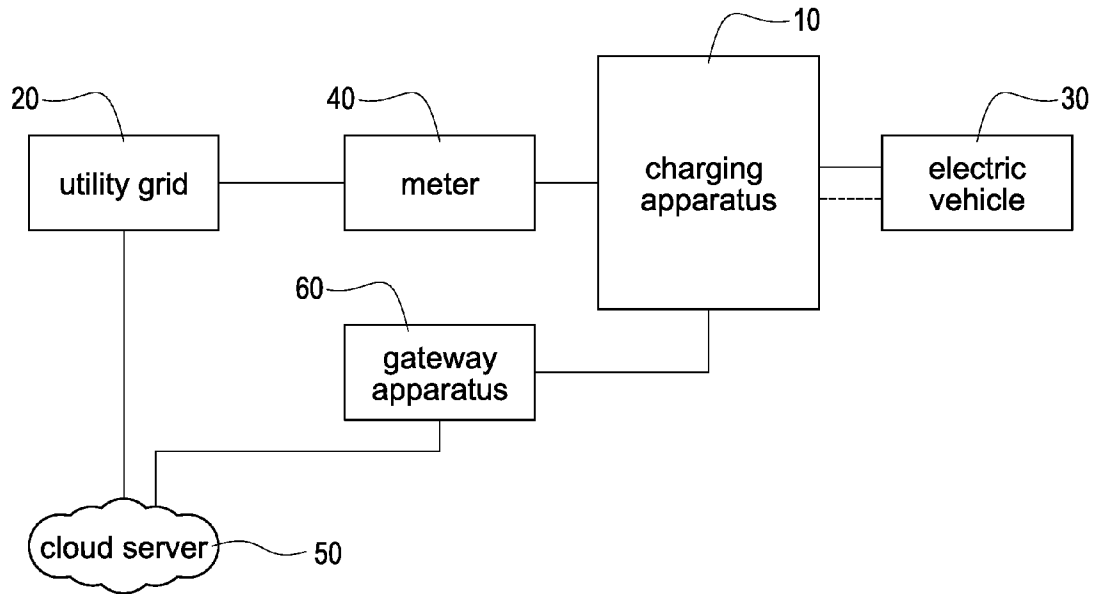 10
20
40
30
utility grid
meter
charging
apparatus
electric
vehicle
60
gateway
apparatus
cloud server
50